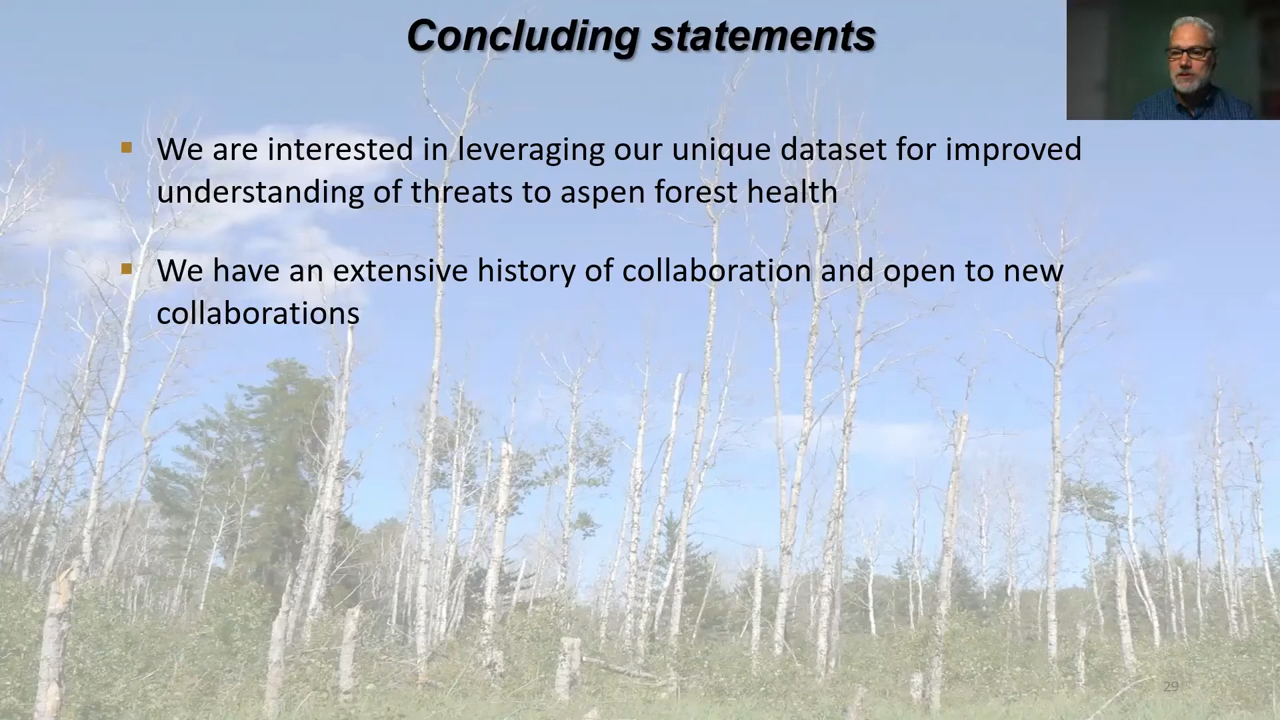 Concluding statements
We are interested in leveraging our unique dataset for improved
understanding of threats to aspen forest health
We have an extensive history of collaboration and open to new
collaborations
29